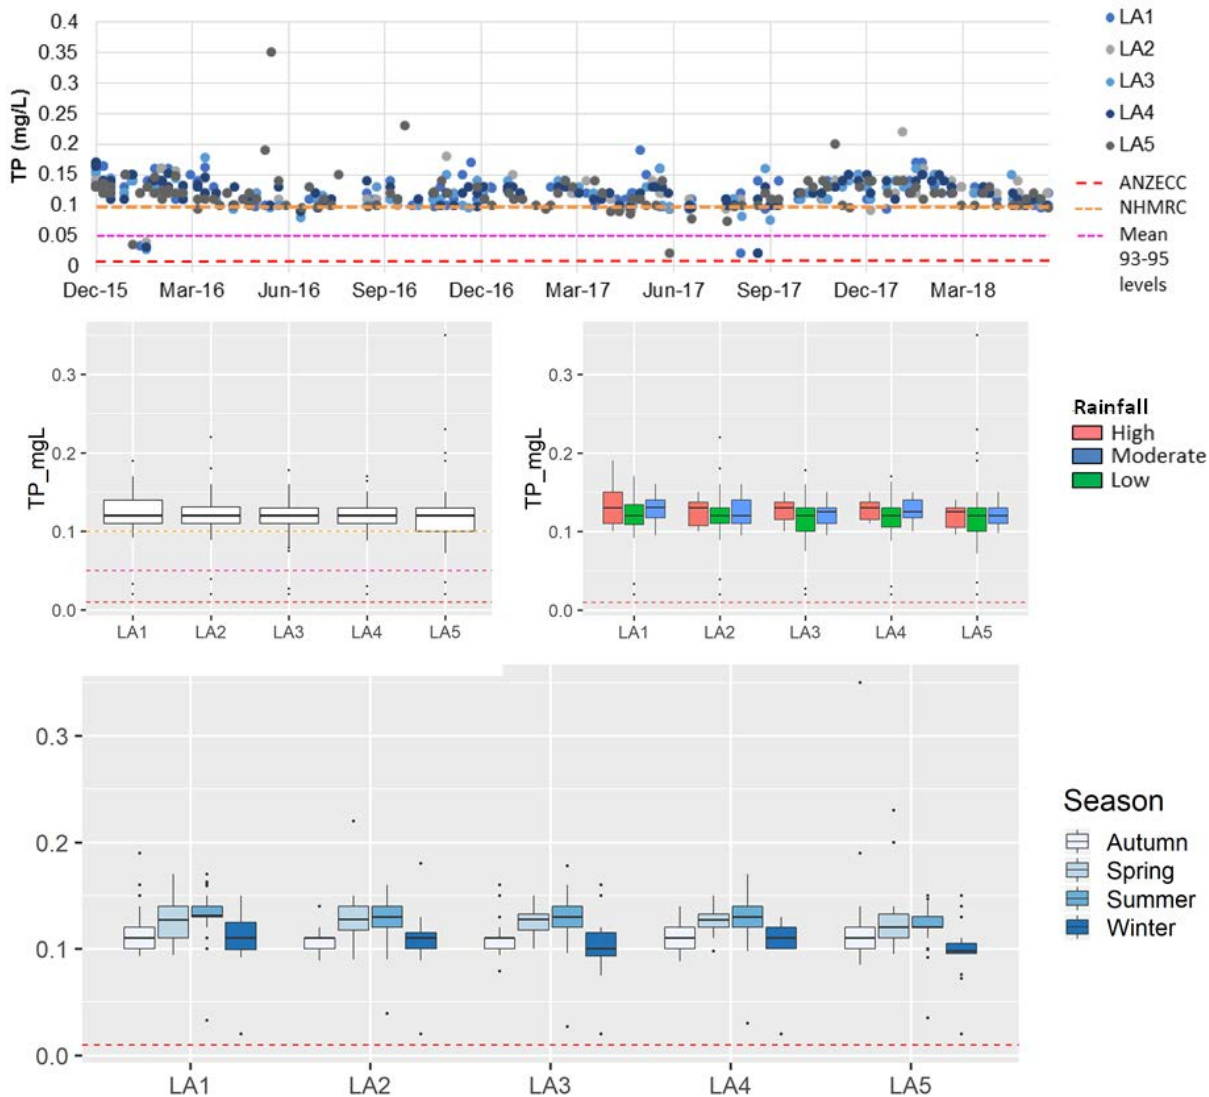 0.4
0.35
0.3
0.25
0.2
0.15
0.1
0.05
0
TP (mg/L)
Dec-15 Mar-16 Jun-16 Sep-16 Dec-16 Mar-17 Jun-17 Sep-17 Dec-17 Mar-18
LA1
LA2
LA3
LA4
LA5
ANZECC
NHMRC
Mean
93-95
levels
0.3
0.2
0.1
0.0
TP_mgL
LA1 LA2 LA3 LA4 LA5
0.3
0.2
0.1
0.0
TP_mgL
LA1 LA2 LA3 LA4 LA5
Rainfall
High
Moderate
Low
0.3
0.2
0.1
0.0
LA1 LA2 LA3 LA4 LA5
Season
Autumn
Spring
Summer
Winter